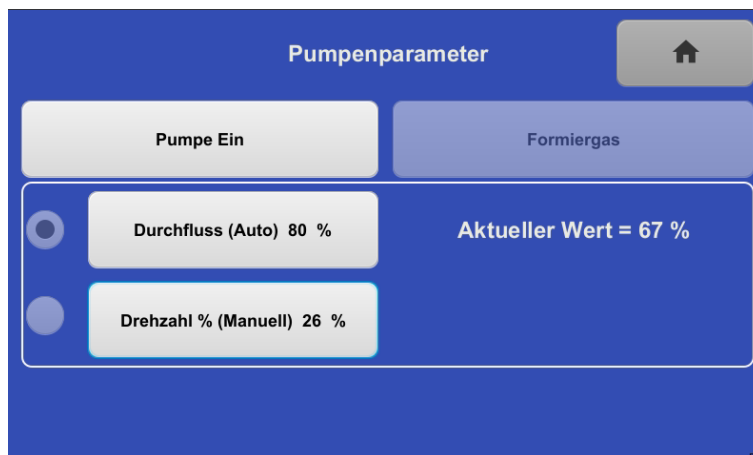 Pumpenparameter
Pumpe Ein
Formiergas
Durchfluss (Auto) 80 %
Aktueller Wert = 67 %
Drehzahl % (Manuell) 26 %